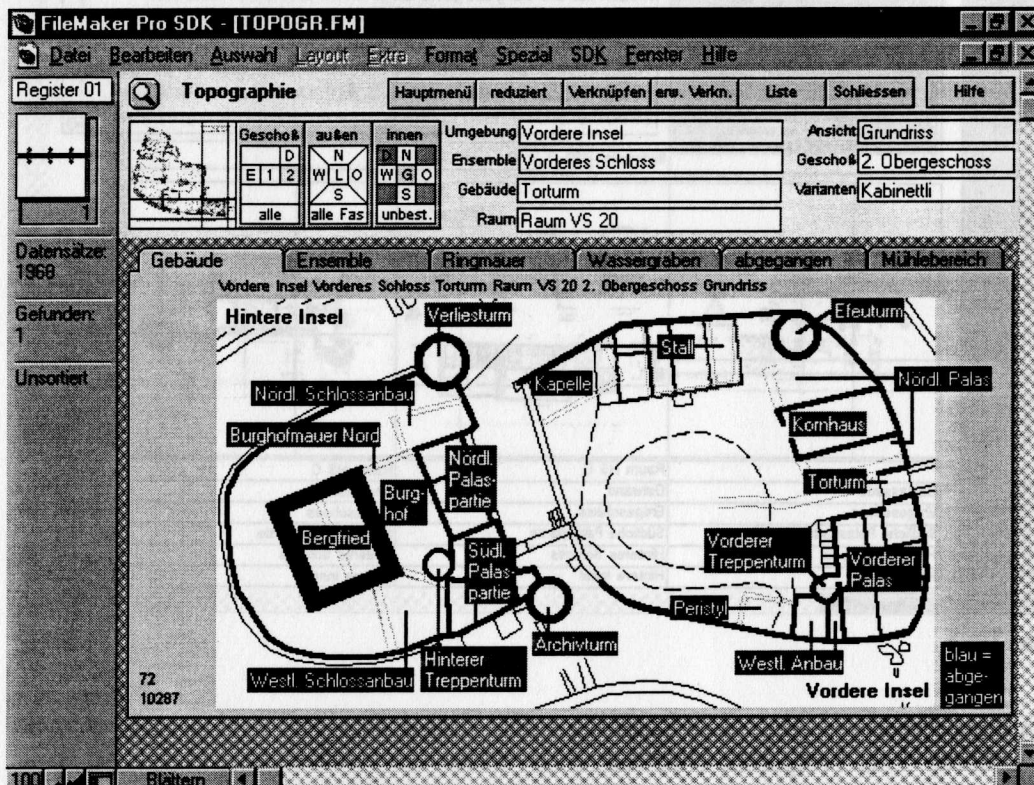 FileMaker Pro SDK - [TOPOGR.FM]
Datei Bearbeiten Auswahl Layout Extra Format Spezial SDK Fenster Hilfe
Register 01
Topographie
Hauptmenü reduziert Verknüpfen erw. Verkn. Liste Schliessen Hilfe
1
Datensätze:
1968
Gefunden:
1
Unsortiert
Geschoß außen innen
D N D N
E 1 2 W L O W G O
S S
alle alle Fas unbest.
Umgebung Vordere Insel
Ensemble Vorderes Schloss
Gebäude Torturm
Raum Raum VS 20
Ansicht Grundriss
Geschoß 2. Obergeschoss
Varianten Kabinettli
Gebäude Ensemble Ringmauer Wassergraben abgegangen Mühlebereich
Vordere Insel Vorderes Schloss Torturm Raum VS 20 2. Obergeschoss Grundriss
Hintere Insel
Verliesturm
Efeuturm
Stall
Kapelle
Nördl. Palas
Nördl. Schlossanbau
Kornhaus
Burghofmauer Nord
Nördl.
Palas-
partie
Burg-
hof
Torturm
Bergfried
Südl.
Palas-
partie
Vorderer
Treppenturm
Vorderer
Palas
Peristyl
Archivturm
Westl. Anbau
Hinterer
Treppenturm
Westl. Schlossanbau
blau =
abge-
gangen
72
10287
Vordere Insel
100 Blättern